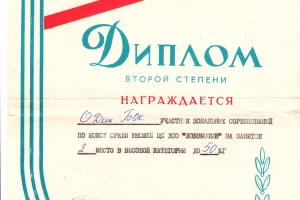 ДИПЛОМ
ВТОРОЙ СТЕПЕНИ
НАГРАЖДАЕТСЯ
УЧАСТНИК ЗОНАЛЬНЫХ СОРЕВНОВАНИЙ
ПО БОКСУ СРЕДИ ЮНОШЕЙ ЦС ДСО "ЛОКОМОТИВ" ЗА ЗАНЯТОЕ
2 МЕСТО В ВЕСОВОЙ КАТЕГОРИИ ДО 50 КГ